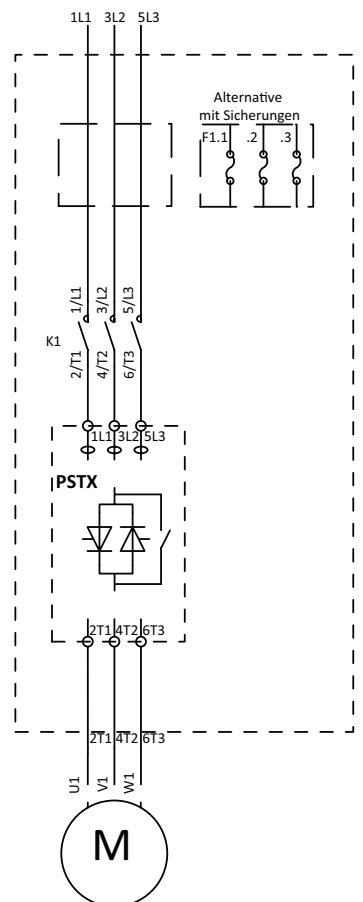 1L1 3L2 5L3
Alternative
mit Sicherungen
F1.1 .2 .3
1/L1 3/L2 5/L3
K1
2/T1 4/T2 6/T3
1L1 3L2 5L3
PSTX
2T1 4T2 6T3
2T1 4T2 6T3
U1 V1 W1
M